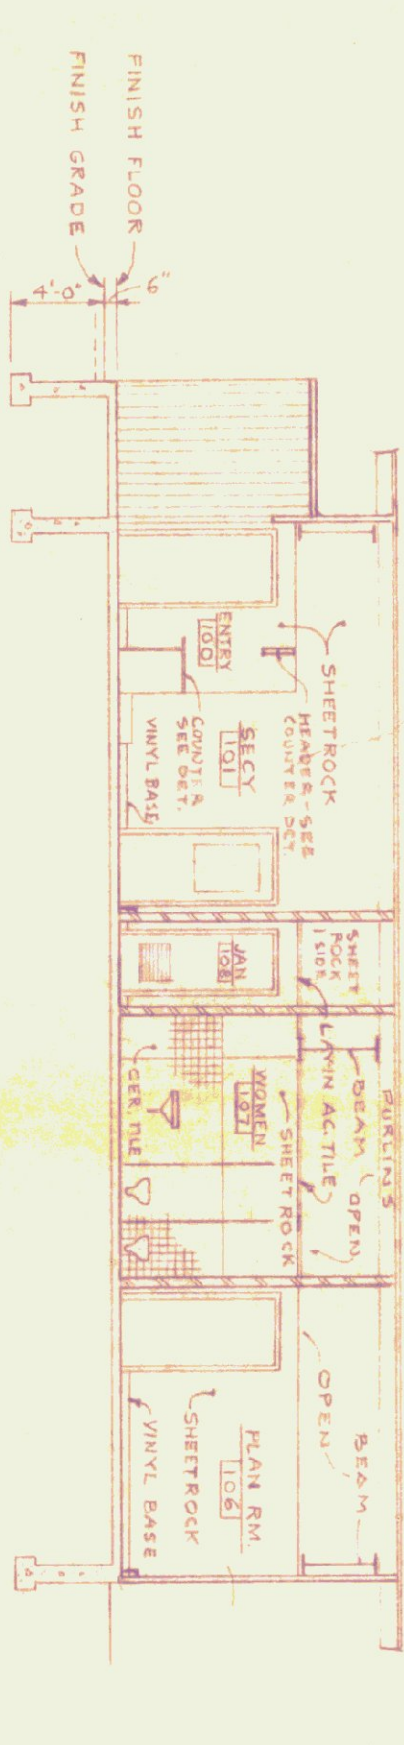 FINISH FLOOR
FINISH GRADE
6"
4'-0"
ENTRY
100
SHEETROCK
HEADER-SEE
COUNTER DET.
SECY
101
COUNTER
SEE DET.
VINYL BASE
SHEET
ROCK
1 SIDE
JAN
108
PURLINS
BEAM
OPEN
LAYIN AC. TILE
SHEETROCK
WOMEN
107
CER. TILE
BEAM
OPEN
PLAN RM.
106
SHEETROCK
VINYL BASE